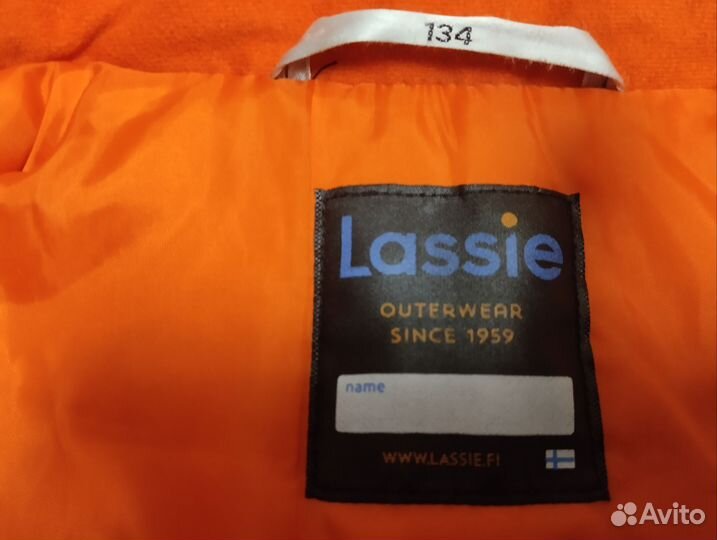 134
Lassie
OUTERWEAR
SINCE 1959
name
WWW.LASSIE.FI
Avito